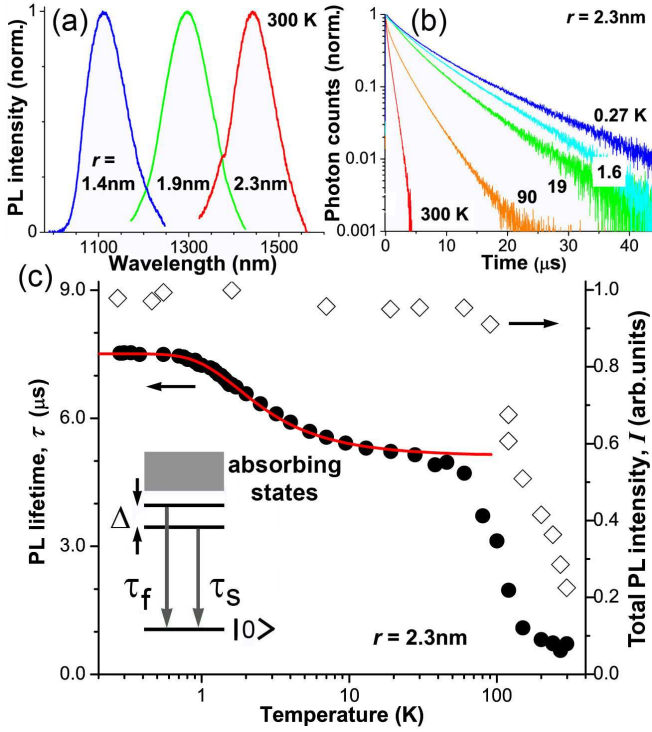 (a)
300 K
PL intensity (norm.)
1
0
r =
1.4nm
1.9nm
2.3nm
1100
1300
1500
Wavelength (nm)
(b)
r = 2.3nm
Photon counts (norm.)
1
0.1
0.01
0.001
0.27 K
1.6
19
90
300 K
0
10
20
30
40
Time (μs)
(c)
9.0
6.0
3.0
0.0
PL lifetime, τ (μs)
1.0
0.8
0.6
0.4
0.2
0.0
Total PL intensity, I (arb.units)
absorbing
states
Δ
τf
τs
|0>
r = 2.3nm
1
10
100
Temperature (K)